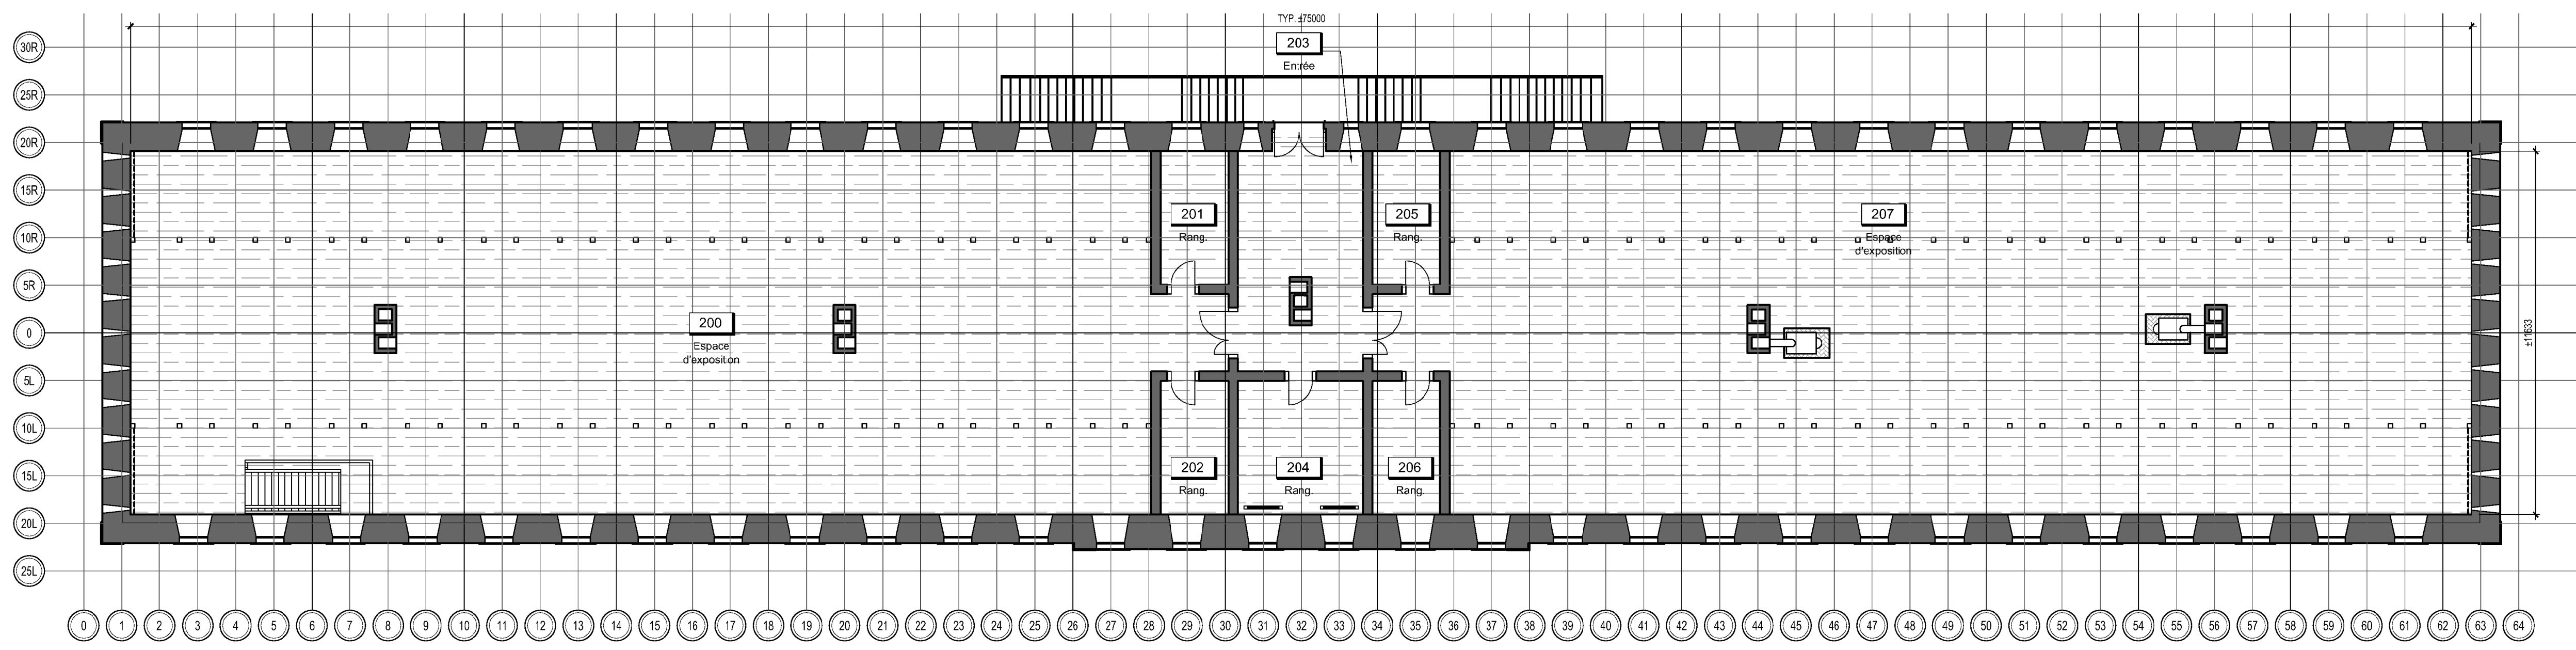 TYP. ±75000
30R
203
Entrée
25R
20R
15R
201
Rang.
205
Rang.
207
Espace
d'exposition
10R
5R
0
200
Espace
d'exposition
±11633
5L
10L
15L
202
Rang.
204
Rang.
206
Rang.
20L
25L
0 1 2 3 4 5 6 7 8 9 10 11 12 13 14 15 16 17 18 19 20 21 22 23 24 25 26 27 28 29 30 31 32 33 34 35 36 37 38 39 40 41 42 43 44 45 46 47 48 49 50 51 52 53 54 55 56 57 58 59 60 61 62 63 64